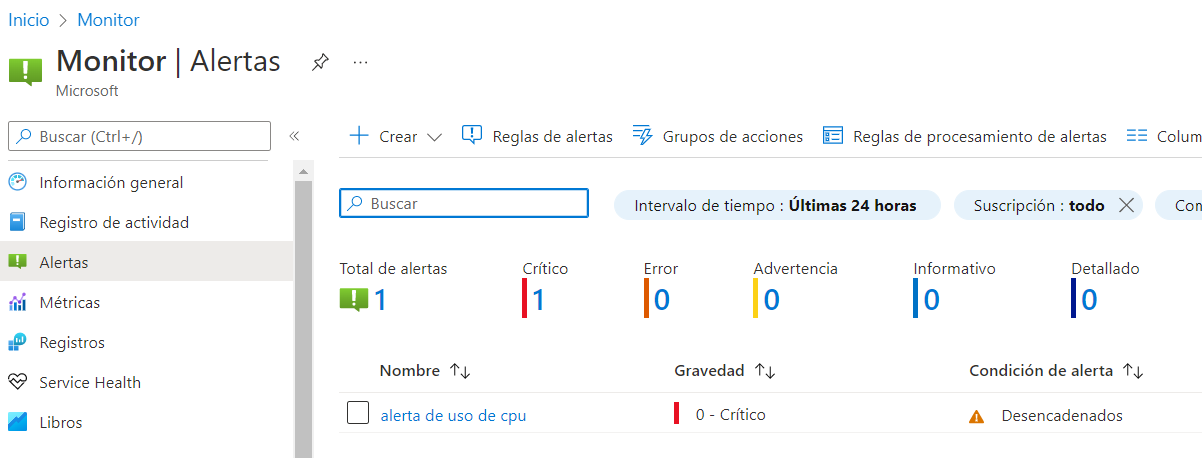 Inicio > Monitor
Monitor | Alertas ...
Microsoft
Buscar (Ctrl+/)
Crear Reglas de alertas Grupos de acciones Reglas de procesamiento de alertas Colum
Información general
Registro de actividad
Alertas
Métricas
Registros
Service Health
Libros
Buscar Intervalo de tiempo : Últimas 24 horas Suscripción : todo Con
Total de alertas Crítico Error Advertencia Informativo Detallado
1 1 0 0 0 0
Nombre Gravedad Condición de alerta
alerta de uso de cpu 0 - Crítico Desencadenados